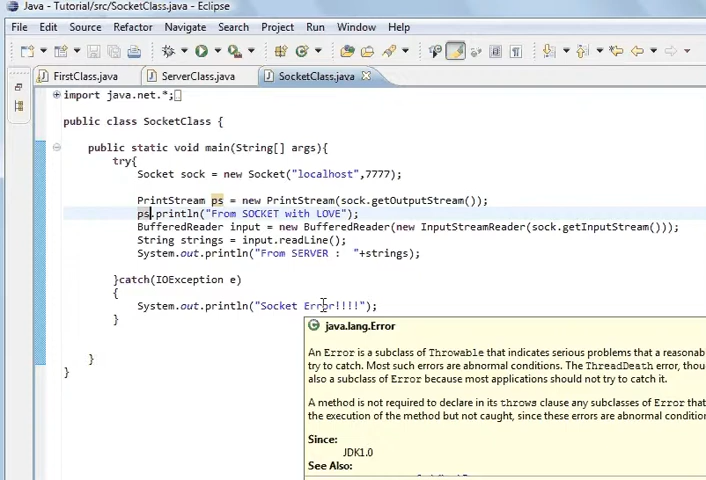 Java - Tutorial/src/SocketClass.java - Eclipse
File Edit Source Refactor Navigate Search Project Run Window Help
FirstClass.java ServerClass.java SocketClass.java
import java.net.*;
public class SocketClass {
public static void main(String[] args){
try{
Socket sock = new Socket("localhost",7777);
PrintStream ps = new PrintStream(sock.getOutputStream());
ps.println("From SOCKET with LOVE");
BufferedReader input = new BufferedReader(new InputStreamReader(sock.getInputStream()));
String strings = input.readLine();
System.out.println("From SERVER :  "+strings);
}catch(IOException e)
{
System.out.println("Socket Error!!!!");
}
}
}
java.lang.Error
An Error is a subclass of Throwable that indicates serious problems that a reasonab
try to catch. Most such errors are abnormal conditions. The ThreadDeath error, thou
also a subclass of Error because most applications should not try to catch it.
A method is not required to declare in its throws clause any subclasses of Error that
the execution of the method but not caught, since these errors are abnormal condition
Since:
JDK1.0
See Also: